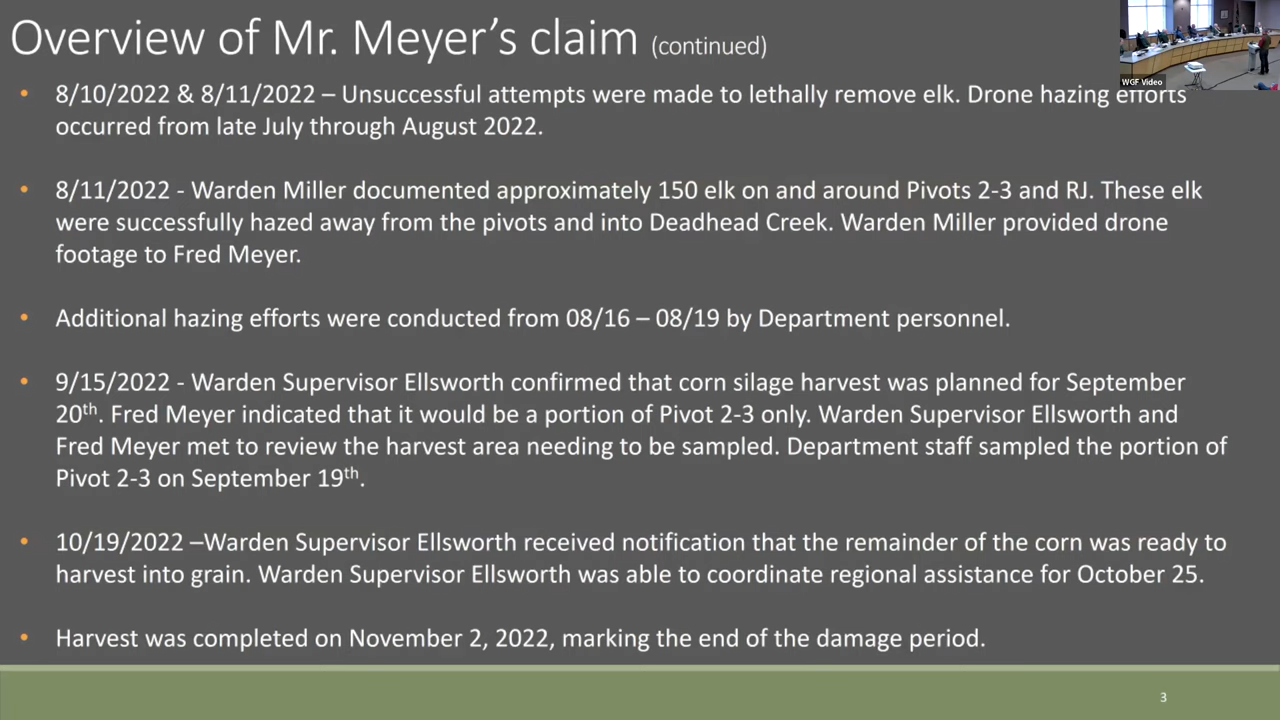 Overview of Mr. Meyer's claim (continued)
WGF Video
• 8/10/2022 & 8/11/2022 – Unsuccessful attempts were made to lethally remove elk. Drone hazing efforts
occurred from late July through August 2022.
• 8/11/2022 - Warden Miller documented approximately 150 elk on and around Pivots 2-3 and RJ. These elk
were successfully hazed away from the pivots and into Deadhead Creek. Warden Miller provided drone
footage to Fred Meyer.
• Additional hazing efforts were conducted from 08/16 – 08/19 by Department personnel.
• 9/15/2022 - Warden Supervisor Ellsworth confirmed that corn silage harvest was planned for September
20th. Fred Meyer indicated that it would be a portion of Pivot 2-3 only. Warden Supervisor Ellsworth and
Fred Meyer met to review the harvest area needing to be sampled. Department staff sampled the portion of
Pivot 2-3 on September 19th.
• 10/19/2022 –Warden Supervisor Ellsworth received notification that the remainder of the corn was ready to
harvest into grain. Warden Supervisor Ellsworth was able to coordinate regional assistance for October 25.
• Harvest was completed on November 2, 2022, marking the end of the damage period.
3